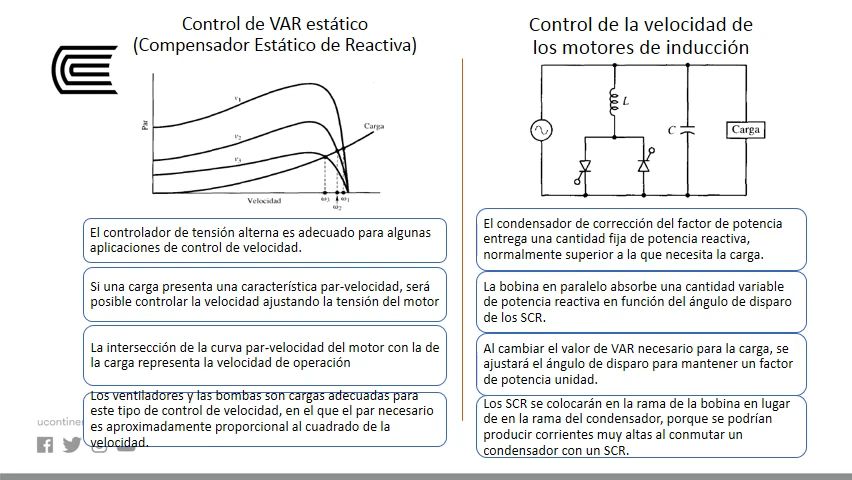 Control de VAR estático
(Compensador Estático de Reactiva)
v1
v2
v3
Par
Carga
Velocidad
ω3
ω1
ω2
El controlador de tensión alterna es adecuado para algunas
aplicaciones de control de velocidad.
Si una carga presenta una característica par-velocidad, será
posible controlar la velocidad ajustando la tensión del motor
La intersección de la curva par-velocidad del motor con la de
la carga representa la velocidad de operación
Los ventiladores y las bombas son cargas adecuadas para
este tipo de control de velocidad, en el que el par necesario
es aproximadamente proporcional al cuadrado de la
velocidad.
Control de la velocidad de
los motores de inducción
L
C
Carga
El condensador de corrección del factor de potencia
entrega una cantidad fija de potencia reactiva,
normalmente superior a la que necesita la carga.
La bobina en paralelo absorbe una cantidad variable
de potencia reactiva en función del ángulo de disparo
de los SCR.
Al cambiar el valor de VAR necesario para la carga, se
ajustará el ángulo de disparo para mantener un factor
de potencia unidad.
Los SCR se colocarán en la rama de la bobina en lugar
de en la rama del condensador, porque se podrían
producir corrientes muy altas al conmutar un
condensador con un SCR.